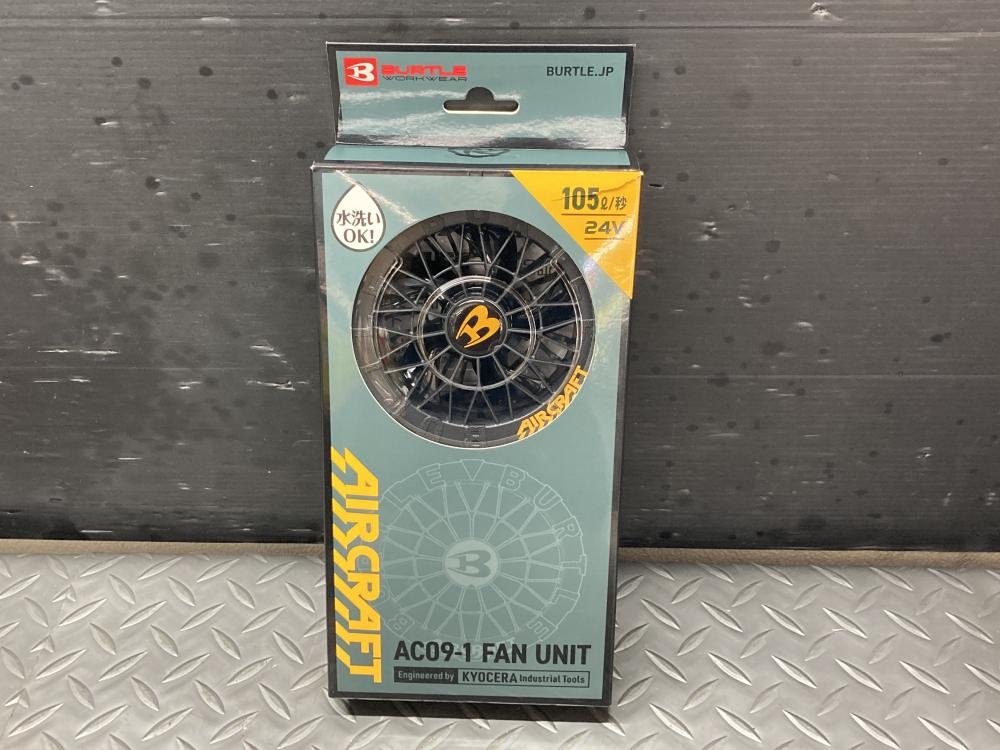 B BURTLE
WORKWEAR
BURTLE.JP
水洗い
OK!
105ℓ/秒
24V
B
AIRCRAFT
AIRCRAFT
BURTLE
B
AC09-1 FAN UNIT
Engineered by KYOCERA Industrial Tools